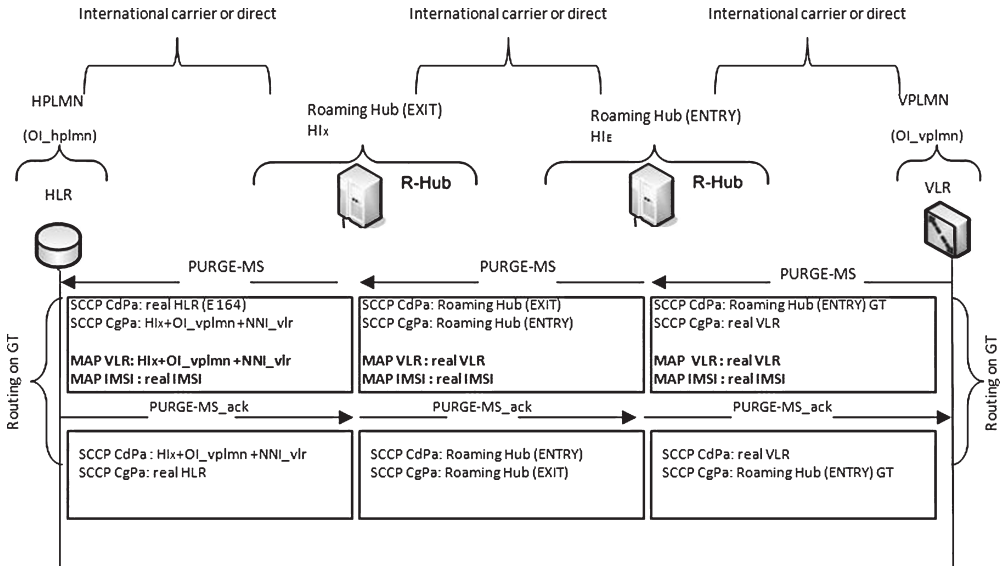 International carrier or direct
International carrier or direct
International carrier or direct
HPLMN
(OI_hplmn)
HLR
Roaming Hub (EXIT)
HIx
R-Hub
Roaming Hub (ENTRY)
HIE
R-Hub
VPLMN
(OI_vplmn)
VLR
PURGE-MS
PURGE-MS
PURGE-MS
Routing on GT
SCCP CdPa: real HLR (E164)
SCCP CgPa: HIx+OI_vplmn+NNI_vlr
MAP VLR: HIx+OI_vplmn+NNI_vlr
MAP IMSI : real IMSI
SCCP CdPa: Roaming Hub (EXIT)
SCCP CgPa: Roaming Hub (ENTRY)
MAP VLR : real VLR
MAP IMSI : real IMSI
SCCP CdPa: Roaming Hub (ENTRY) GT
SCCP CgPa: real VLR
MAP VLR : real VLR
MAP IMSI : real IMSI
Routing on GT
PURGE-MS_ack
PURGE-MS_ack
PURGE-MS_ack
SCCP CdPa : HIx+OI_vplmn+NNI_vlr
SCCP CgPa: real HLR
SCCP CdPa: Roaming Hub (ENTRY)
SCCP CgPa: Roaming Hub (EXIT)
SCCP CdPa: real VLR
SCCP CgPa: Roaming Hub (ENTRY) GT